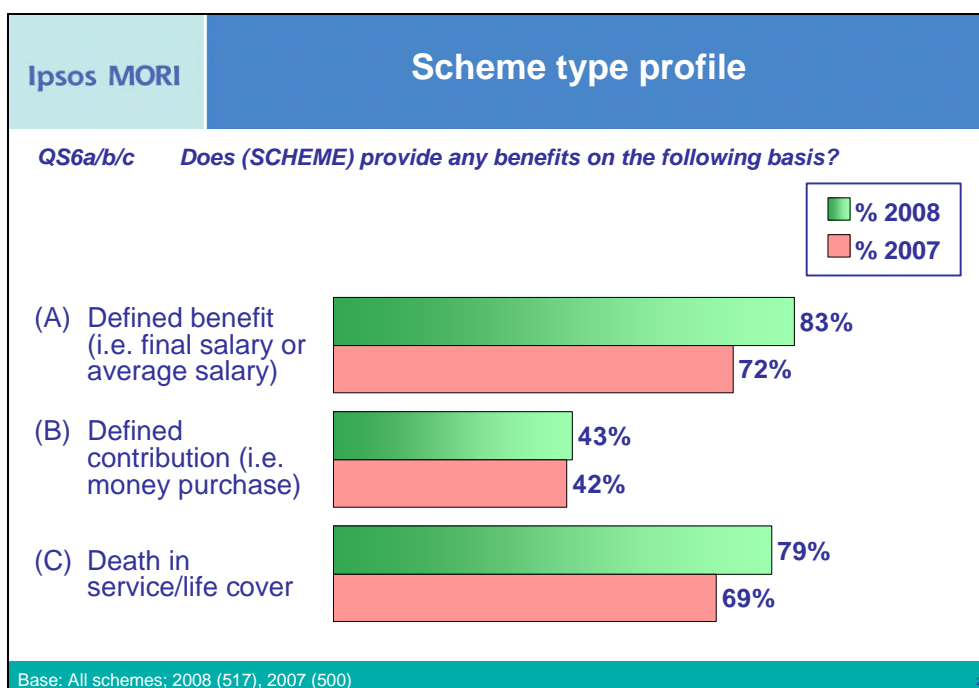 Ipsos MORI
Scheme type profile
QS6a/b/c Does (SCHEME) provide any benefits on the following basis?
% 2008
% 2007
(A) Defined benefit
(i.e. final salary or
average salary)
83%
72%
(B) Defined
contribution (i.e.
money purchase)
43%
42%
(C) Death in
service/life cover
79%
69%
Base: All schemes; 2008 (517), 2007 (500)